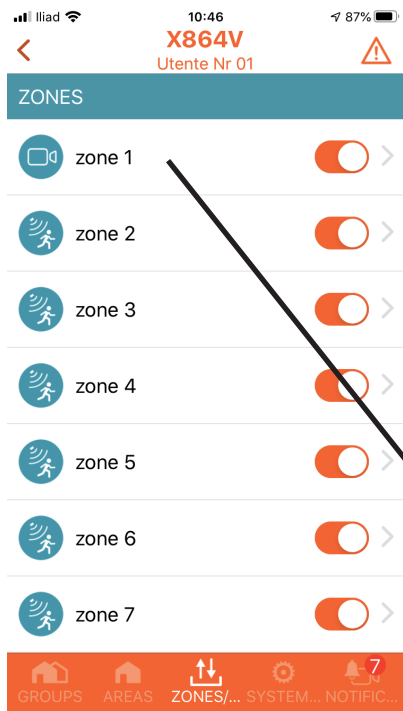 Iliad 10:46 87%
X864V
Utente Nr 01
ZONES
zone 1
zone 2
zone 3
zone 4
zone 5
zone 6
zone 7
7
GROUPS AREAS ZONES/... SYSTEM... NOTIFIC...